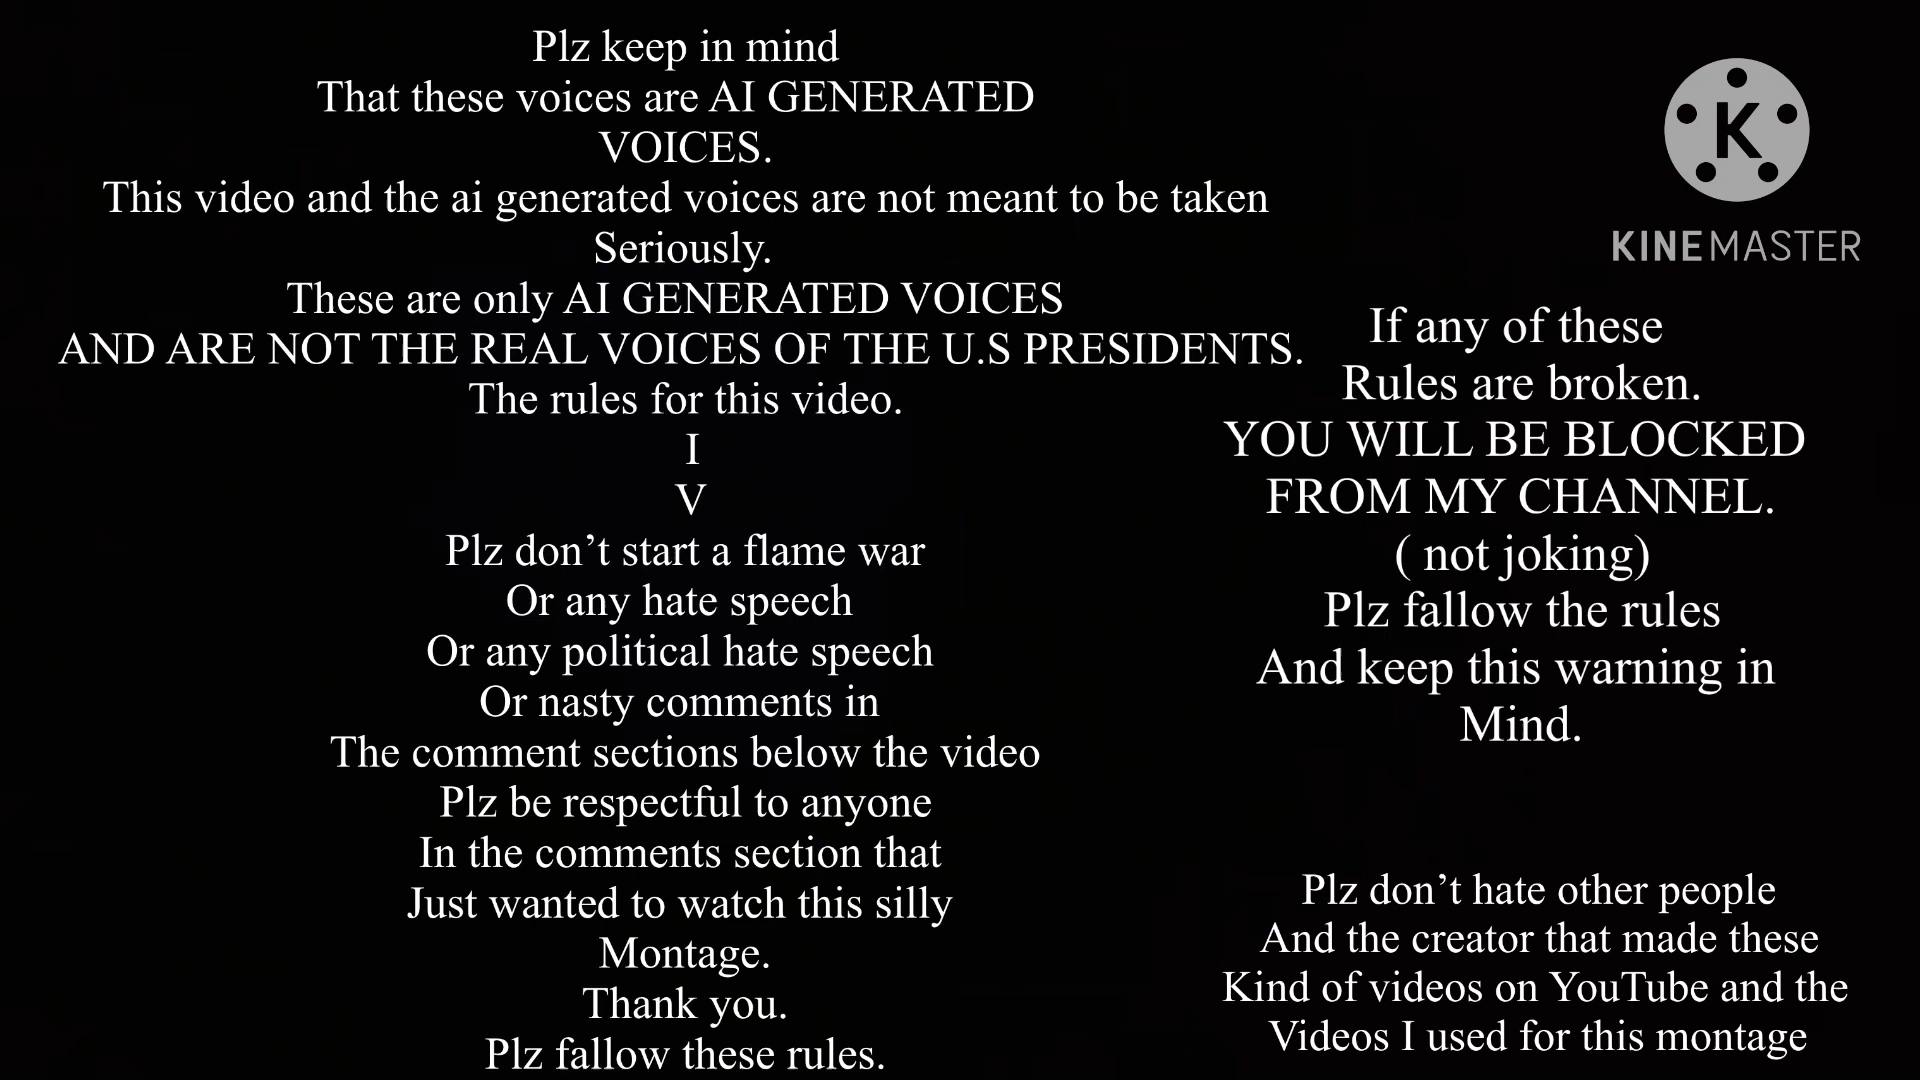 Plz keep in mind
That these voices are AI GENERATED
VOICES.
This video and the ai generated voices are not meant to be taken
Seriously.
These are only AI GENERATED VOICES
AND ARE NOT THE REAL VOICES OF THE U.S PRESIDENTS.
The rules for this video.
I
V
Plz don’t start a flame war
Or any hate speech
Or any political hate speech
Or nasty comments in
The comment sections below the video
Plz be respectful to anyone
In the comments section that
Just wanted to watch this silly
Montage.
Thank you.
Plz fallow these rules.
K
KINEMASTER
If any of these
Rules are broken.
YOU WILL BE BLOCKED
FROM MY CHANNEL.
( not joking)
Plz fallow the rules
And keep this warning in
Mind.
Plz don’t hate other people
And the creator that made these
Kind of videos on YouTube and the
Videos I used for this montage